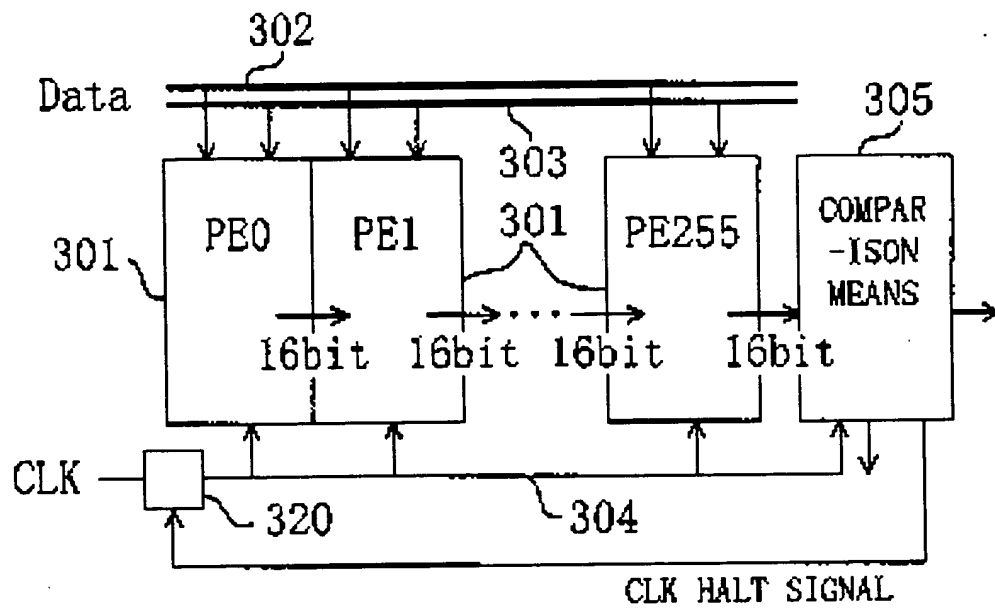 302
Data
305
303
PE0
PE1
301
PE255
COMPAR
-ISON
MEANS
301
16bit
16bit
16bit
16bit
CLK
320
304
CLK HALT SIGNAL